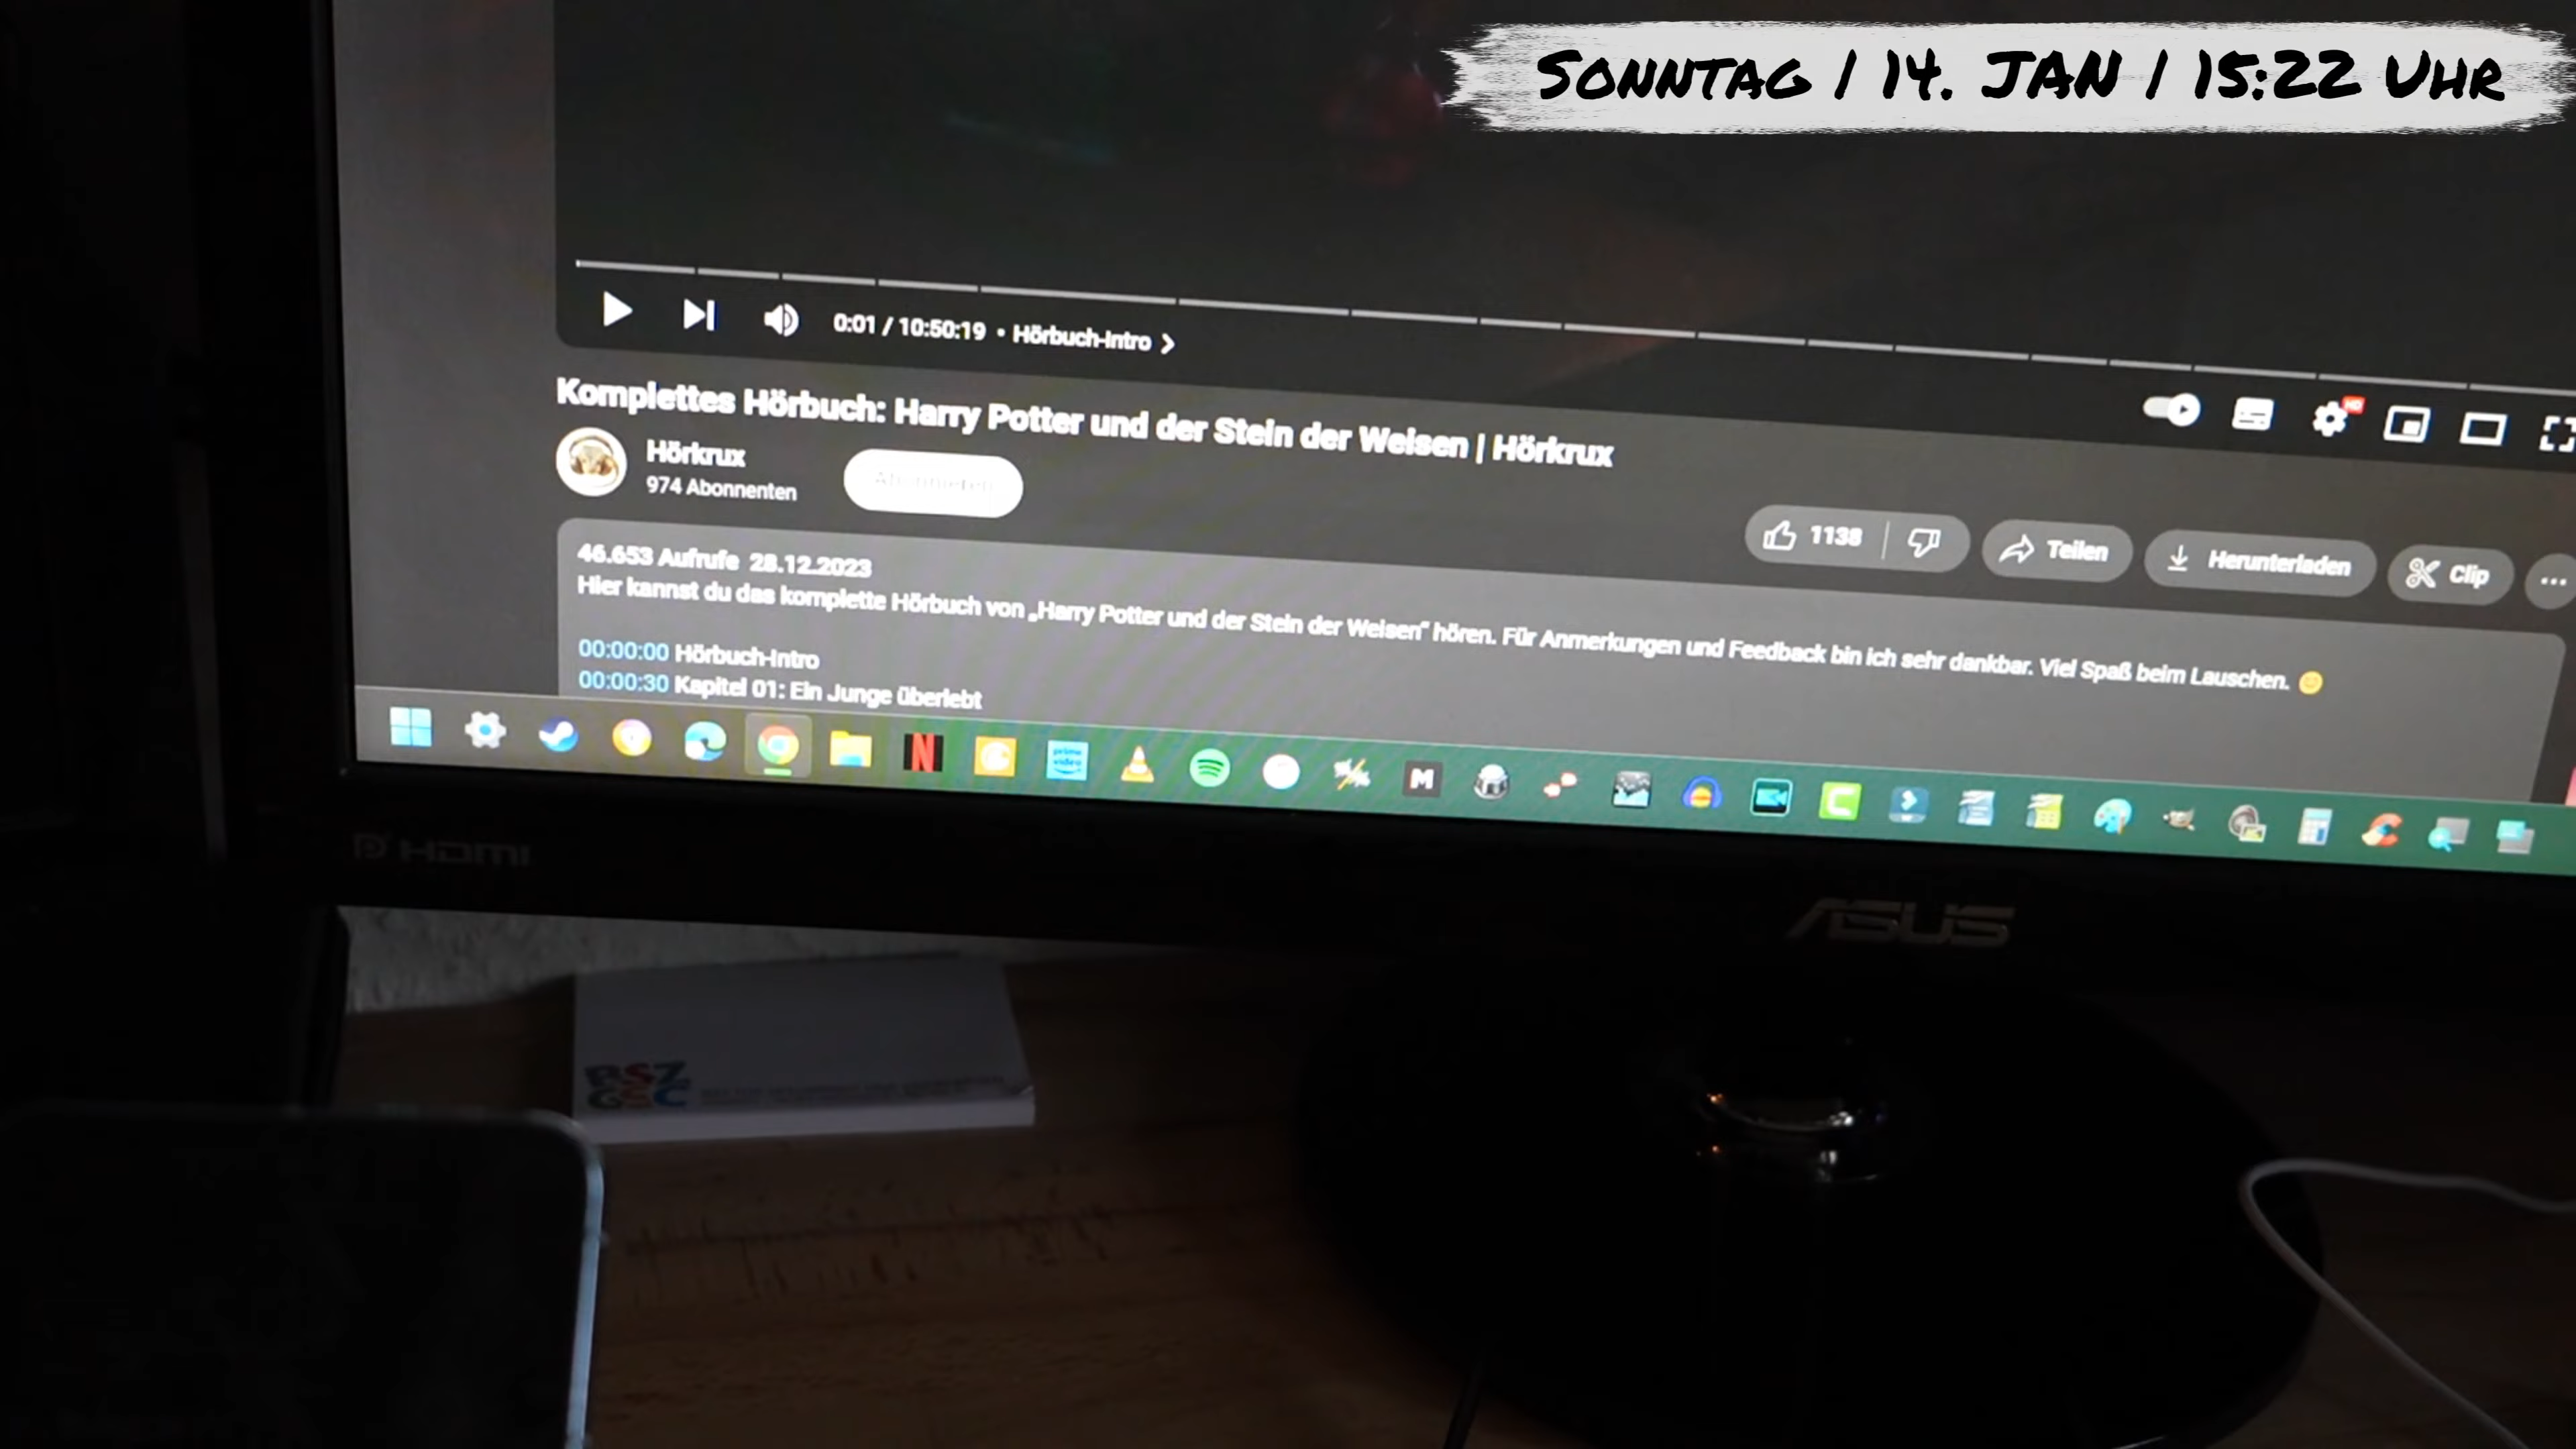 SONNTAG | 14. JAN | 15:22 UHR
0:01 / 10:50:19 • Hörbuch-Intro
Komplettes Hörbuch: Harry Potter und der Stein der Weisen | Hörkrux
Hörkrux
974 Abonnenten
Abonnieren
1138
Teilen
Herunterladen
Clip
46.653 Aufrufe 28.12.2023
Hier kannst du das komplette Hörbuch von „Harry Potter und der Stein der Weisen“ hören. Für Anmerkungen und Feedback bin ich sehr dankbar. Viel Spaß beim Lauschen. 🙂
00:00:00 Hörbuch-Intro
00:00:30 Kapitel 01: Ein Junge überlebt
N
prime video
M
HDMI
ASUS